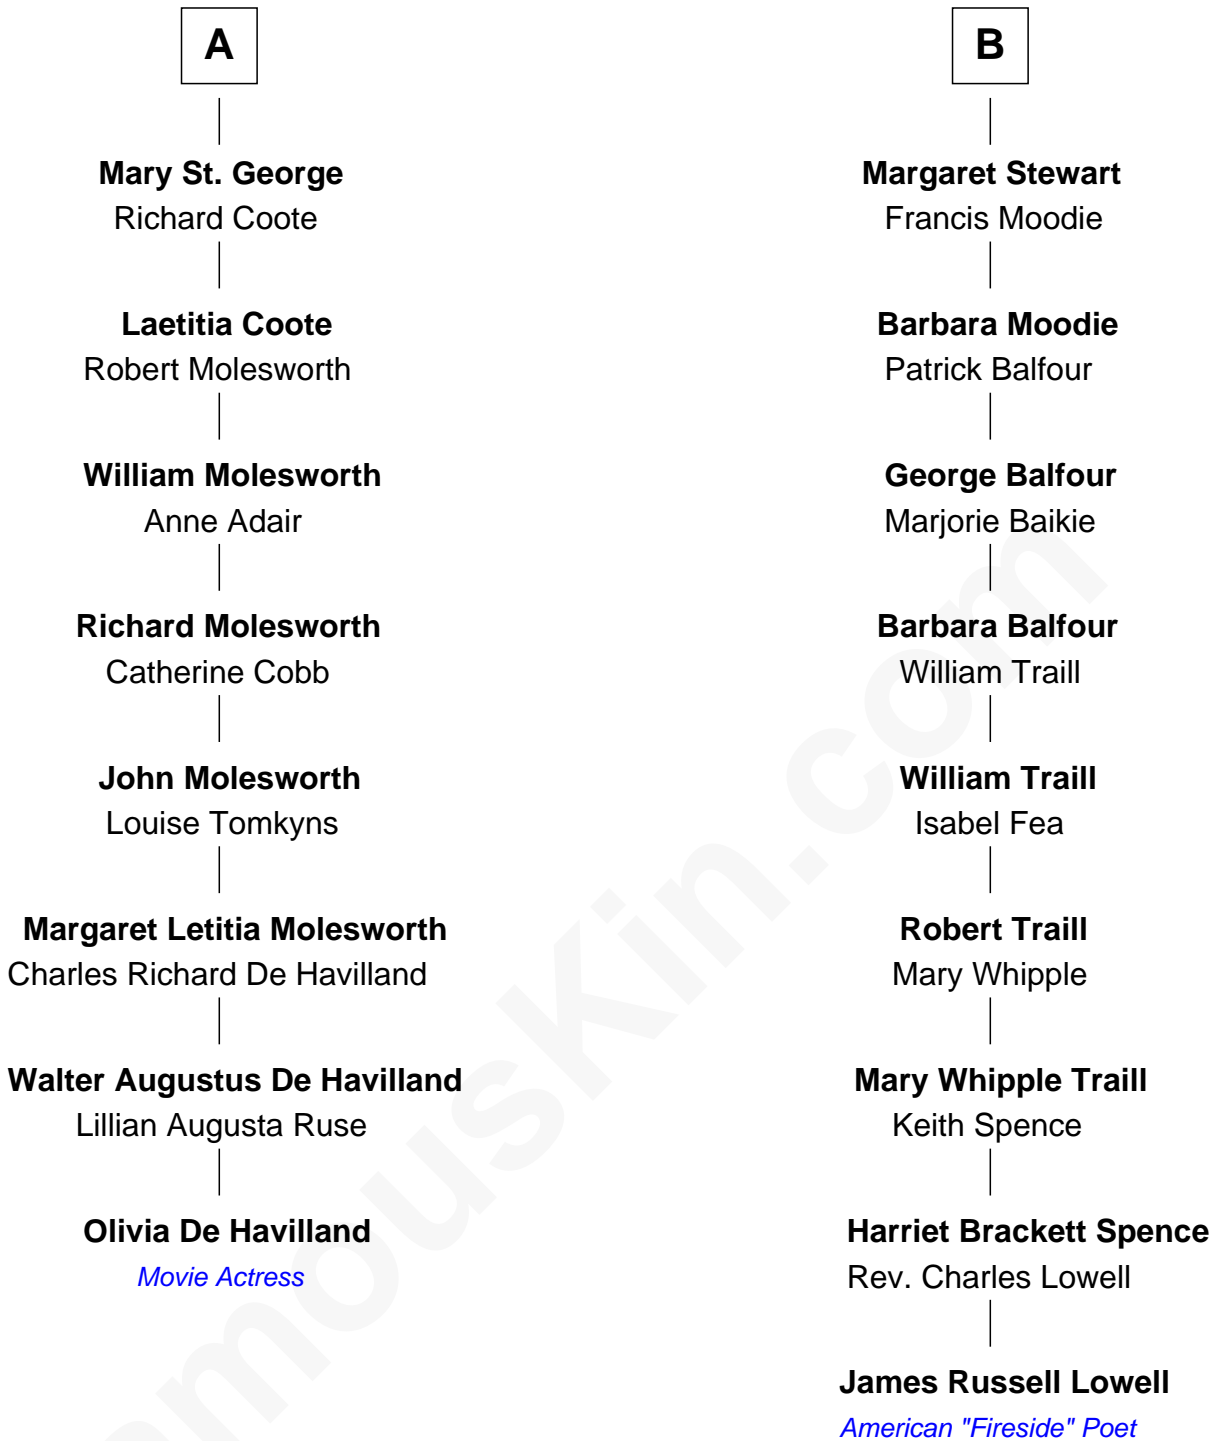 A
Mary St. George
Richard Coote
Laetitia Coote
Robert Molesworth
William Molesworth
Anne Adair
Richard Molesworth
Catherine Cobb
John Molesworth
Louise Tomkyns
Margaret Letitia Molesworth
Charles Richard De Havilland
Walter Augustus De Havilland
Lillian Augusta Ruse
Olivia De Havilland
Movie Actress
B
Margaret Stewart
Francis Moodie
Barbara Moodie
Patrick Balfour
George Balfour
Marjorie Baikie
Barbara Balfour
William Traill
William Traill
Isabel Fea
Robert Traill
Mary Whipple
Mary Whipple Traill
Keith Spence
Harriet Brackett Spence
Rev. Charles Lowell
James Russell Lowell
American "Fireside" Poet
amousKin.com